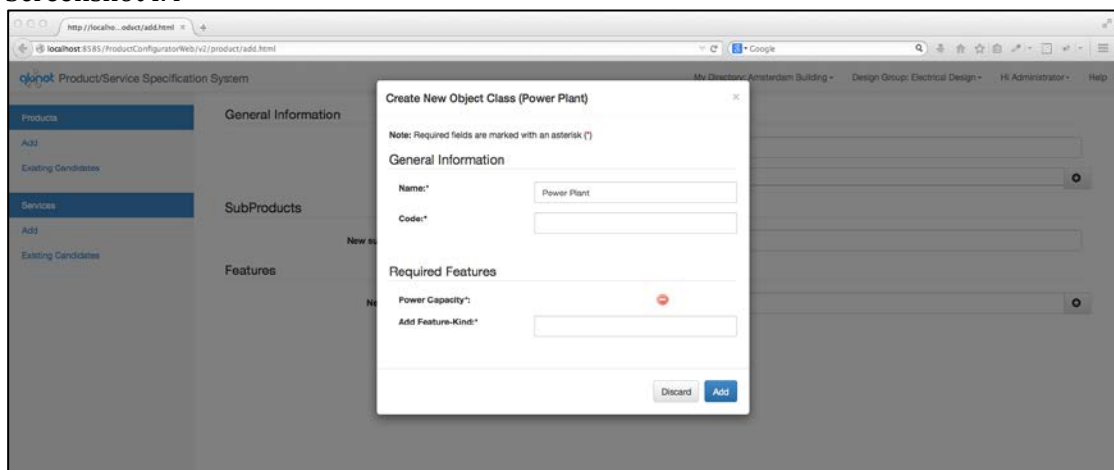 http://localho...oduct/add.html
localhost:8585/ProductConfiguratorWeb/v2/product/add.html
Google
Product/Service Specification System
My Directory: Amsterdam Building
Design Group: Electrical Design
Hi Administrator
Help
Products
Add
Existing Candidates
Services
Add
Existing Candidates
General Information
SubProducts
New su
Features
Ne
Create New Object Class (Power Plant)
×
Note: Required fields are marked with an asterisk (*)
General Information
Name:*
Power Plant
Code:*
Required Features
Power Capacity*:
Add Feature-Kind:*
Discard
Add